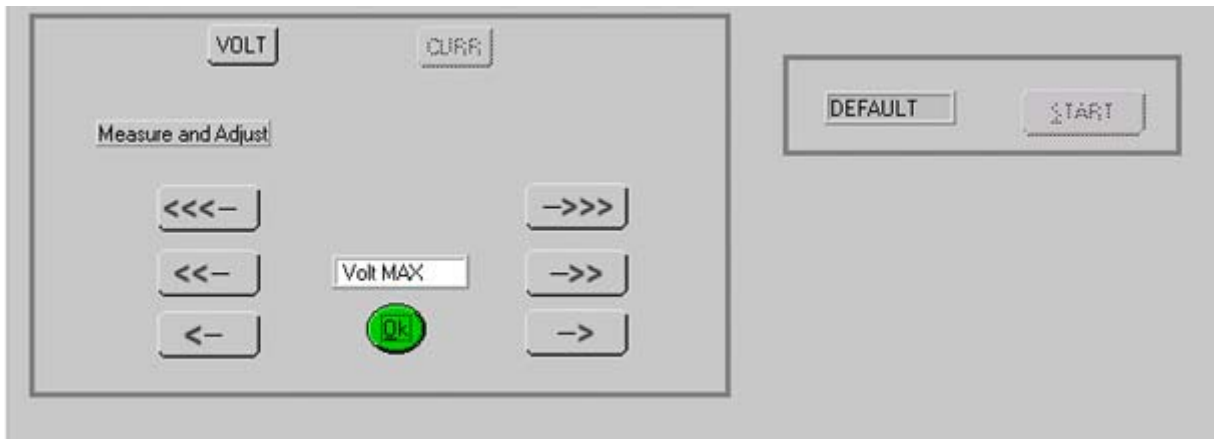 VOLT
CURR
DEFAULT
START
Measure and Adjust
<<<–
–>>>
<<–
Volt MAX
–>>
<–
Ok
–>